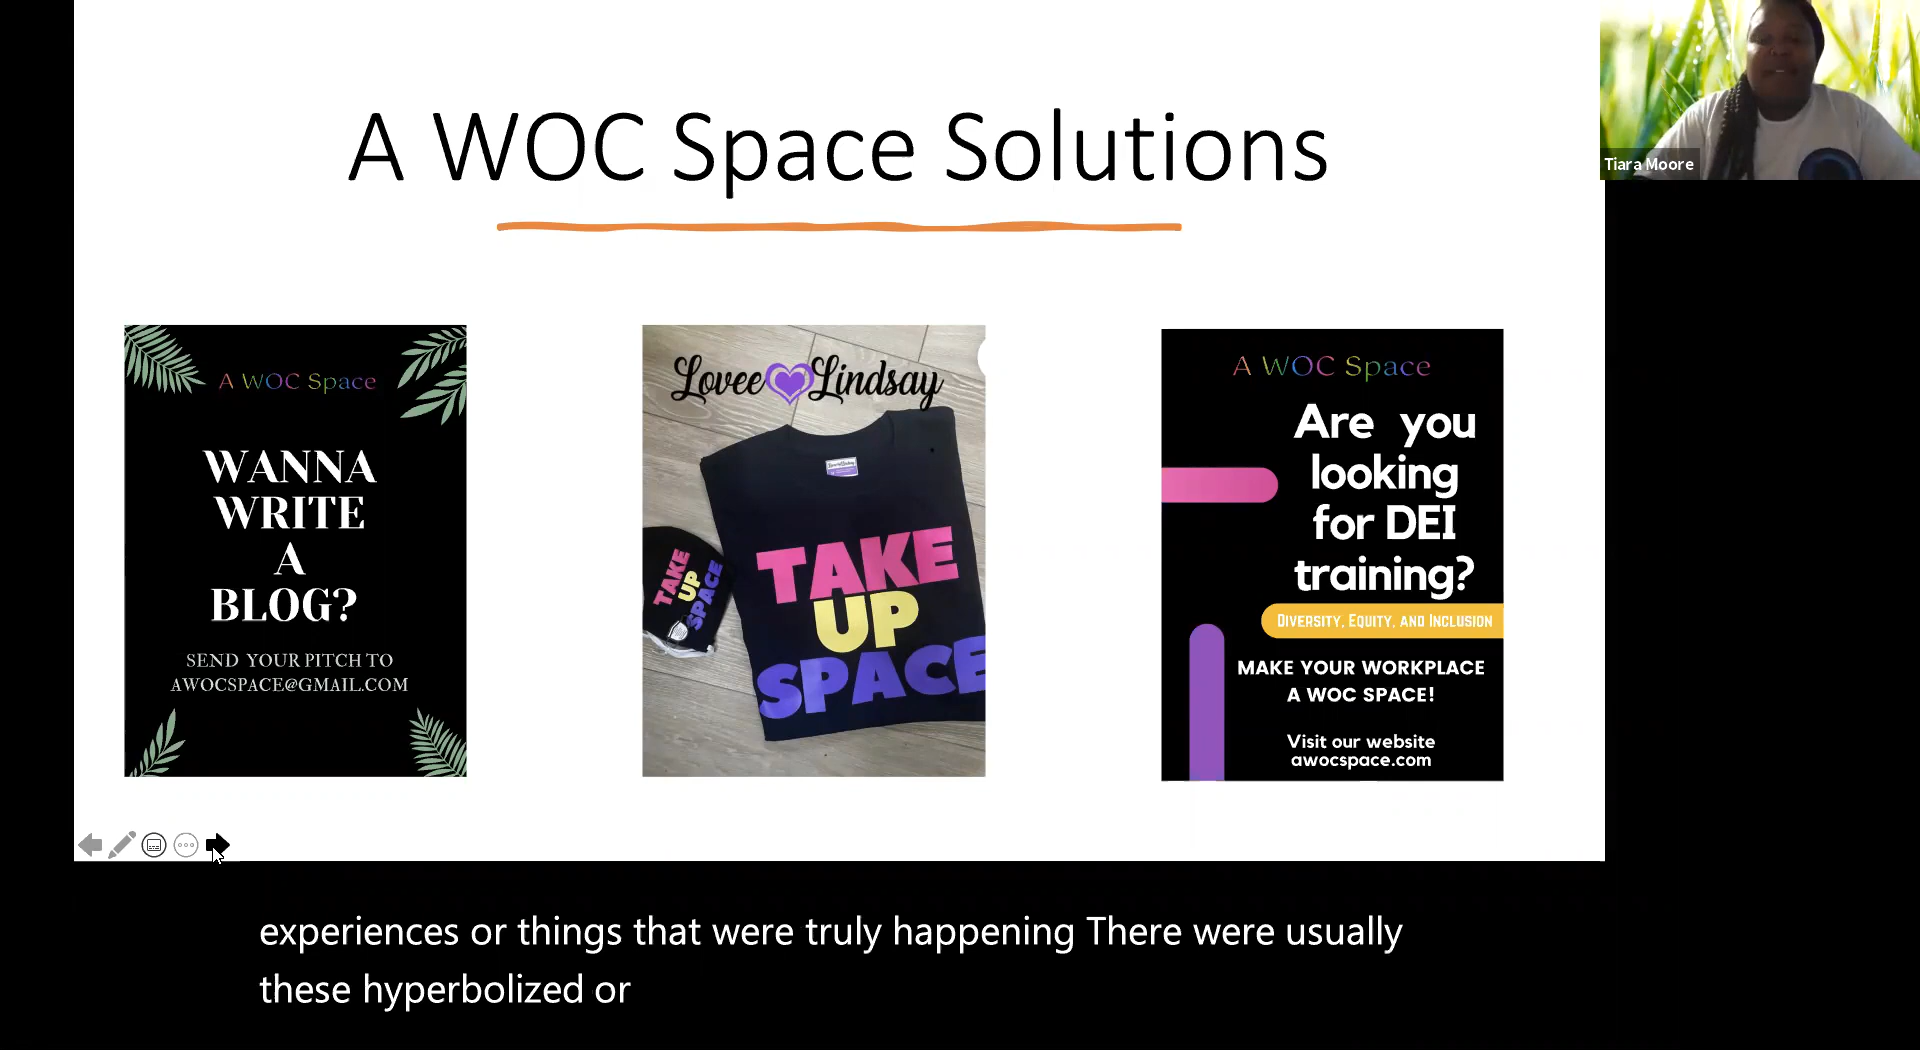 A WOC Space Solutions
Tiara Moore
A WOC Space
WANNA
WRITE
A
BLOG?
SEND YOUR PITCH TO
AWOCSPACE@GMAIL.COM
Lovee Lindsay
TAKE
UP
SPACE
TAKE
UP
SPACE
A WOC Space
Are you
looking
for DEI
training?
DIVERSITY, EQUITY, AND INCLUSION
MAKE YOUR WORKPLACE
A WOC SPACE!
Visit our website
awocspace.com
experiences or things that were truly happening There were usually
these hyperbolized or